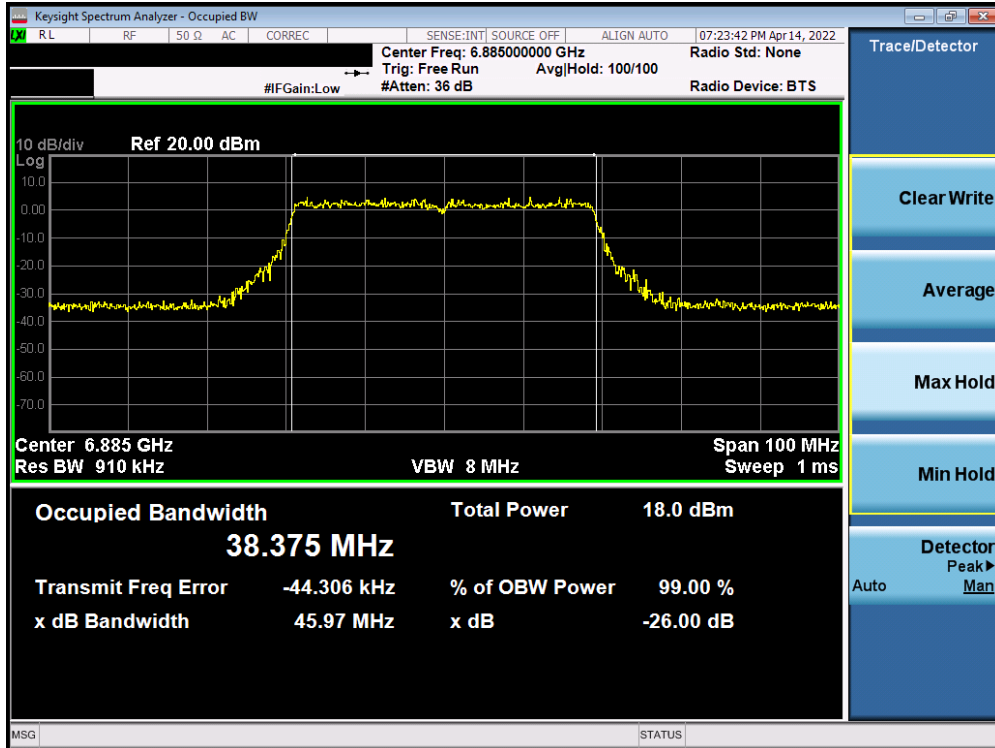 Keysight Spectrum Analyzer - Occupied BW
LXI RL RF 50 Ω AC CORREC SENSE:INT SOURCE OFF ALIGN AUTO 07:23:42 PM Apr 14, 2022
Center Freq: 6.885000000 GHz Radio Std: None
Trig: Free Run Avg|Hold: 100/100
#IFGain:Low #Atten: 36 dB Radio Device: BTS
10 dB/div Ref 20.00 dBm
Log
10.0
0.00
-10.0
-20.0
-30.0
-40.0
-50.0
-60.0
-70.0
Center 6.885 GHz Span 100 MHz
Res BW 910 kHz VBW 8 MHz Sweep 1 ms
Occupied Bandwidth Total Power 18.0 dBm
38.375 MHz
Transmit Freq Error -44.306 kHz % of OBW Power 99.00 %
x dB Bandwidth 45.97 MHz x dB -26.00 dB
MSG STATUS
Trace/Detector
Clear Write
Average
Max Hold
Min Hold
Detector
Peak▶
Auto Man